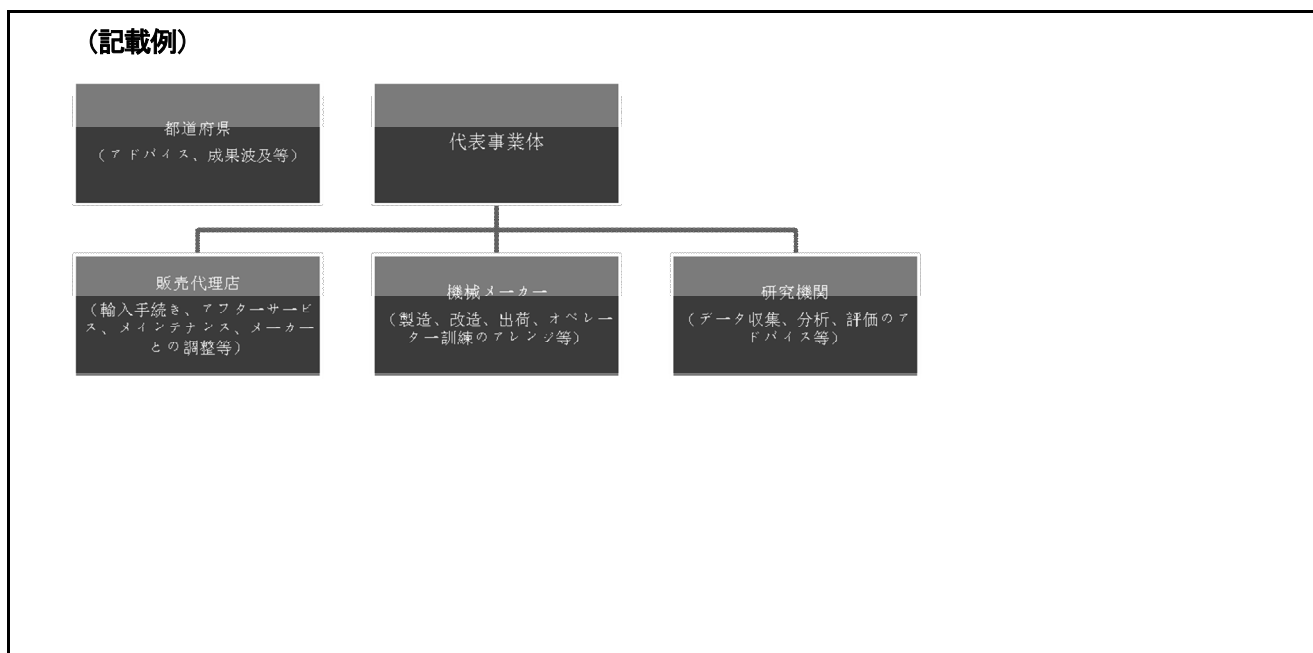 （記載例）
都道府県
（アドバイス、成果波及等）
代表事業体
販売代理店
（輸入手続き、アフターサービ
ス、メインテナンス、メーカー
との調整等）
機械メーカー
（製造、改造、出荷、オペレー
ター訓練のアレンジ等）
研究機関
（データ収集、分析、評価のア
ドバイス等）